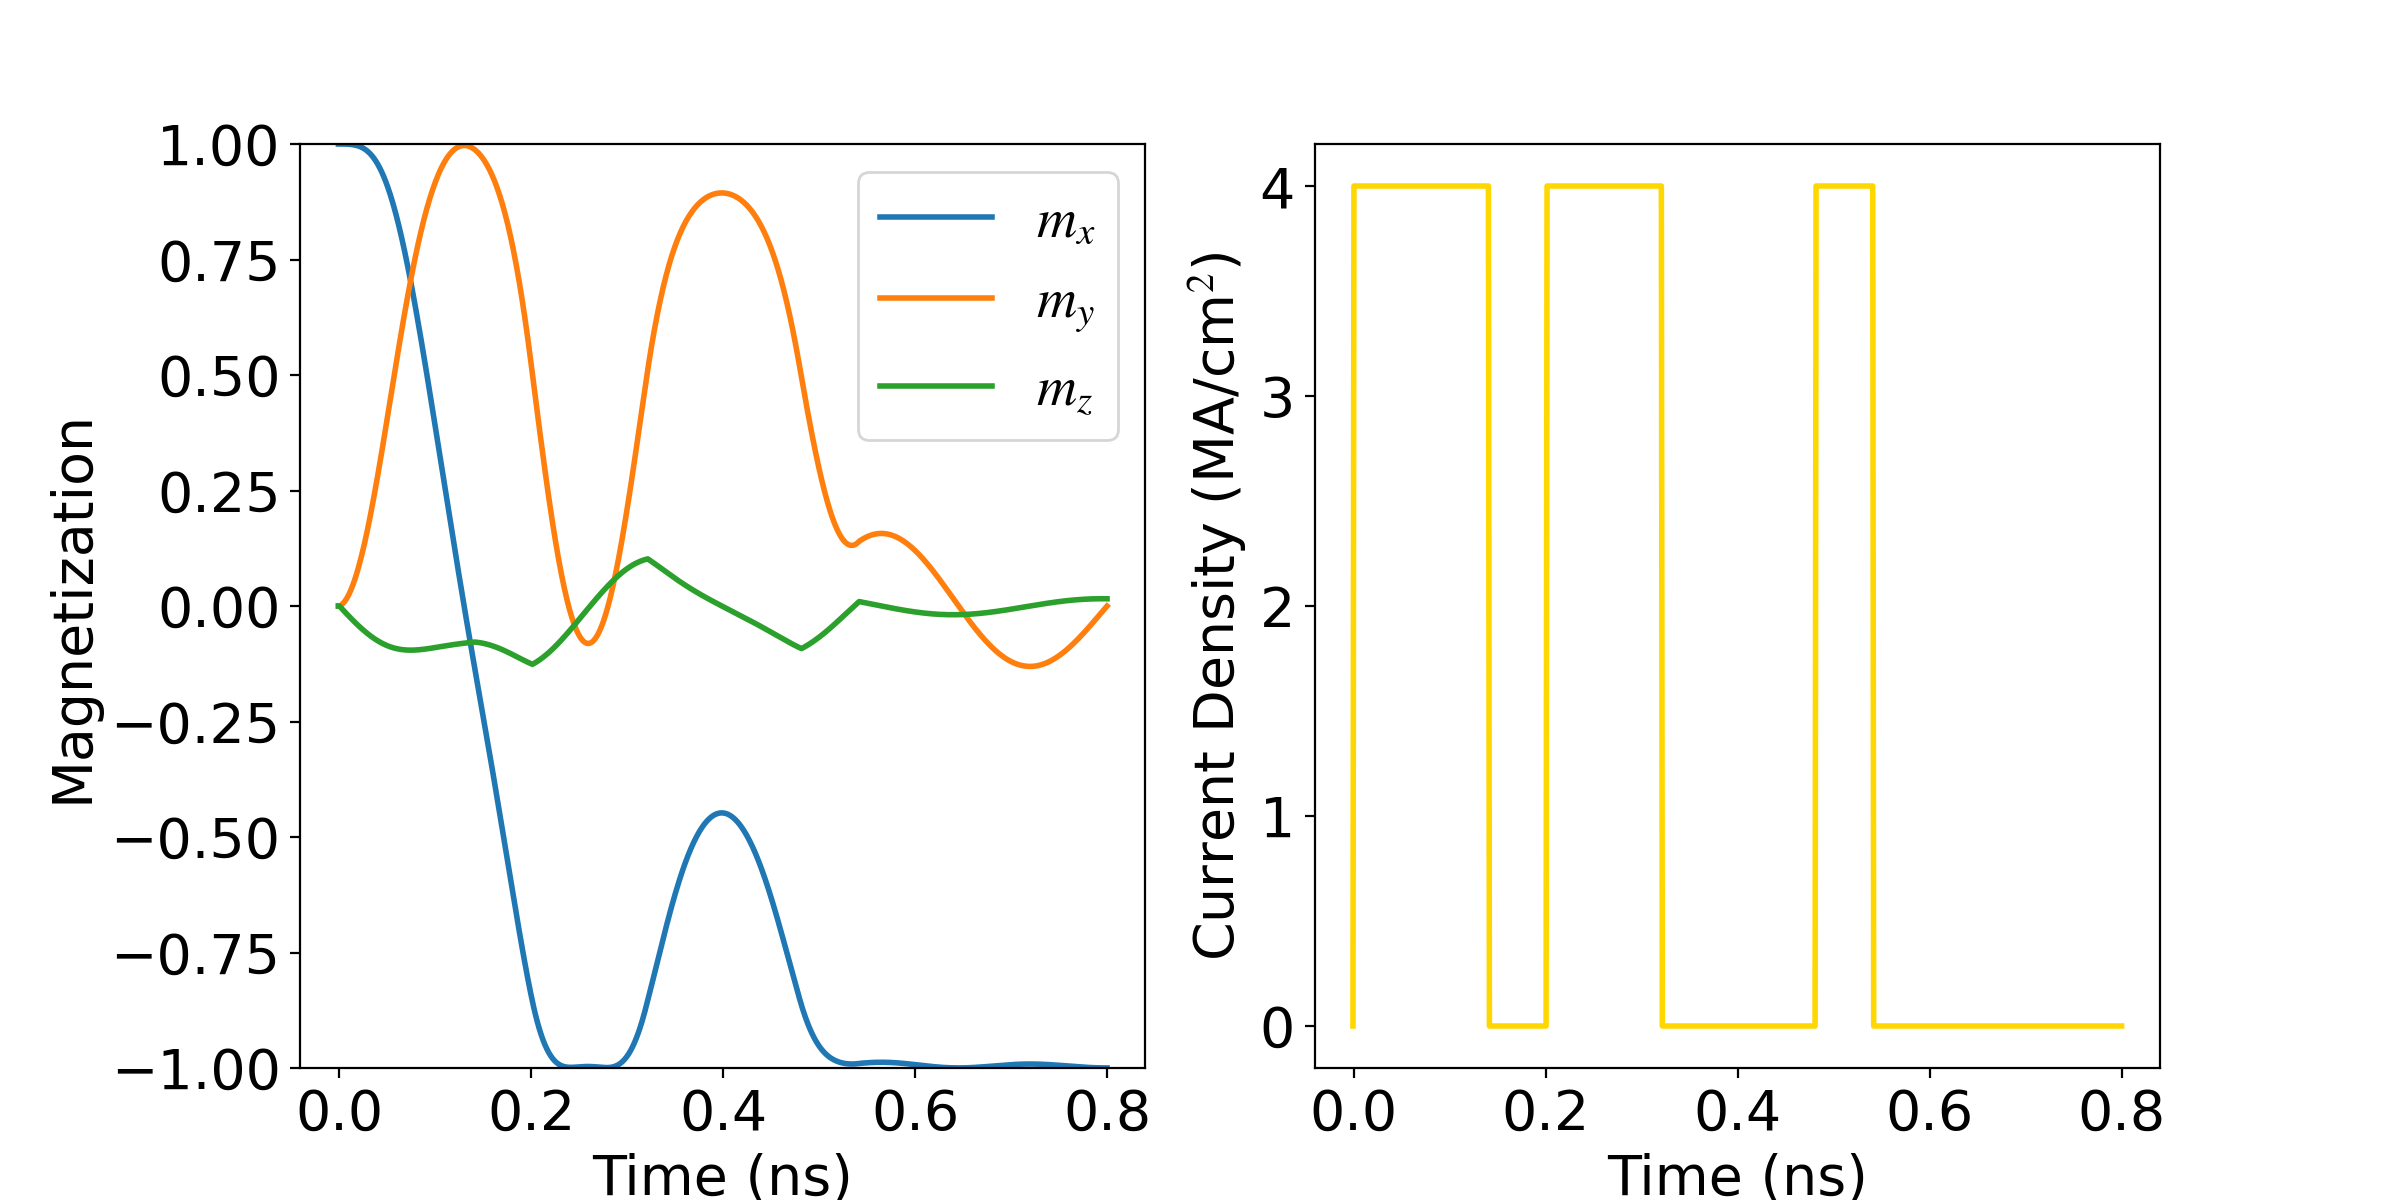 Magnetization
1.00
0.75
0.50
0.25
0.00
−0.25
−0.50
−0.75
−1.00
0.0 0.2 0.4 0.6 0.8
Time (ns)
m_x
m_y
m_z
Current Density (MA/cm²)
4
3
2
1
0
0.0 0.2 0.4 0.6 0.8
Time (ns)